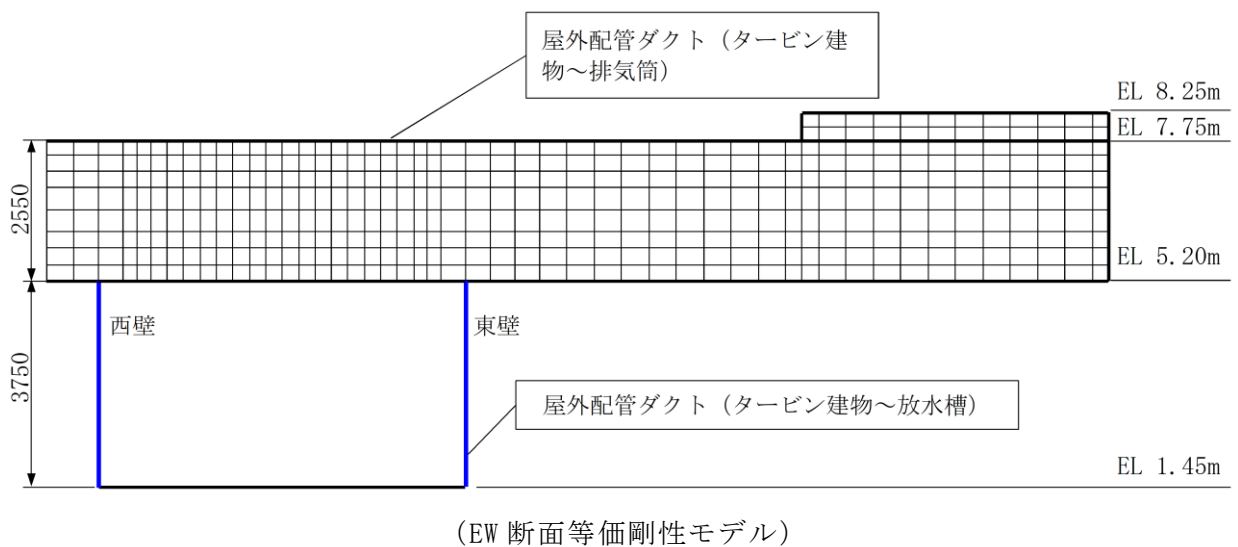 屋外配管ダクト（タービン建
物～排気筒）
EL 8.25m
EL 7.75m
2550
EL 5.20m
西壁
東壁
3750
屋外配管ダクト（タービン建物～放水槽）
EL 1.45m
（EW 断面等価剛性モデル）